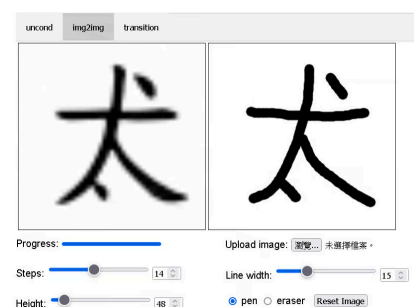 uncond img2img transition
Progress:
Upload image: 瀏覽... 未選擇檔案。
Steps: 14
Line width: 15
Height: 48
pen eraser Reset Image